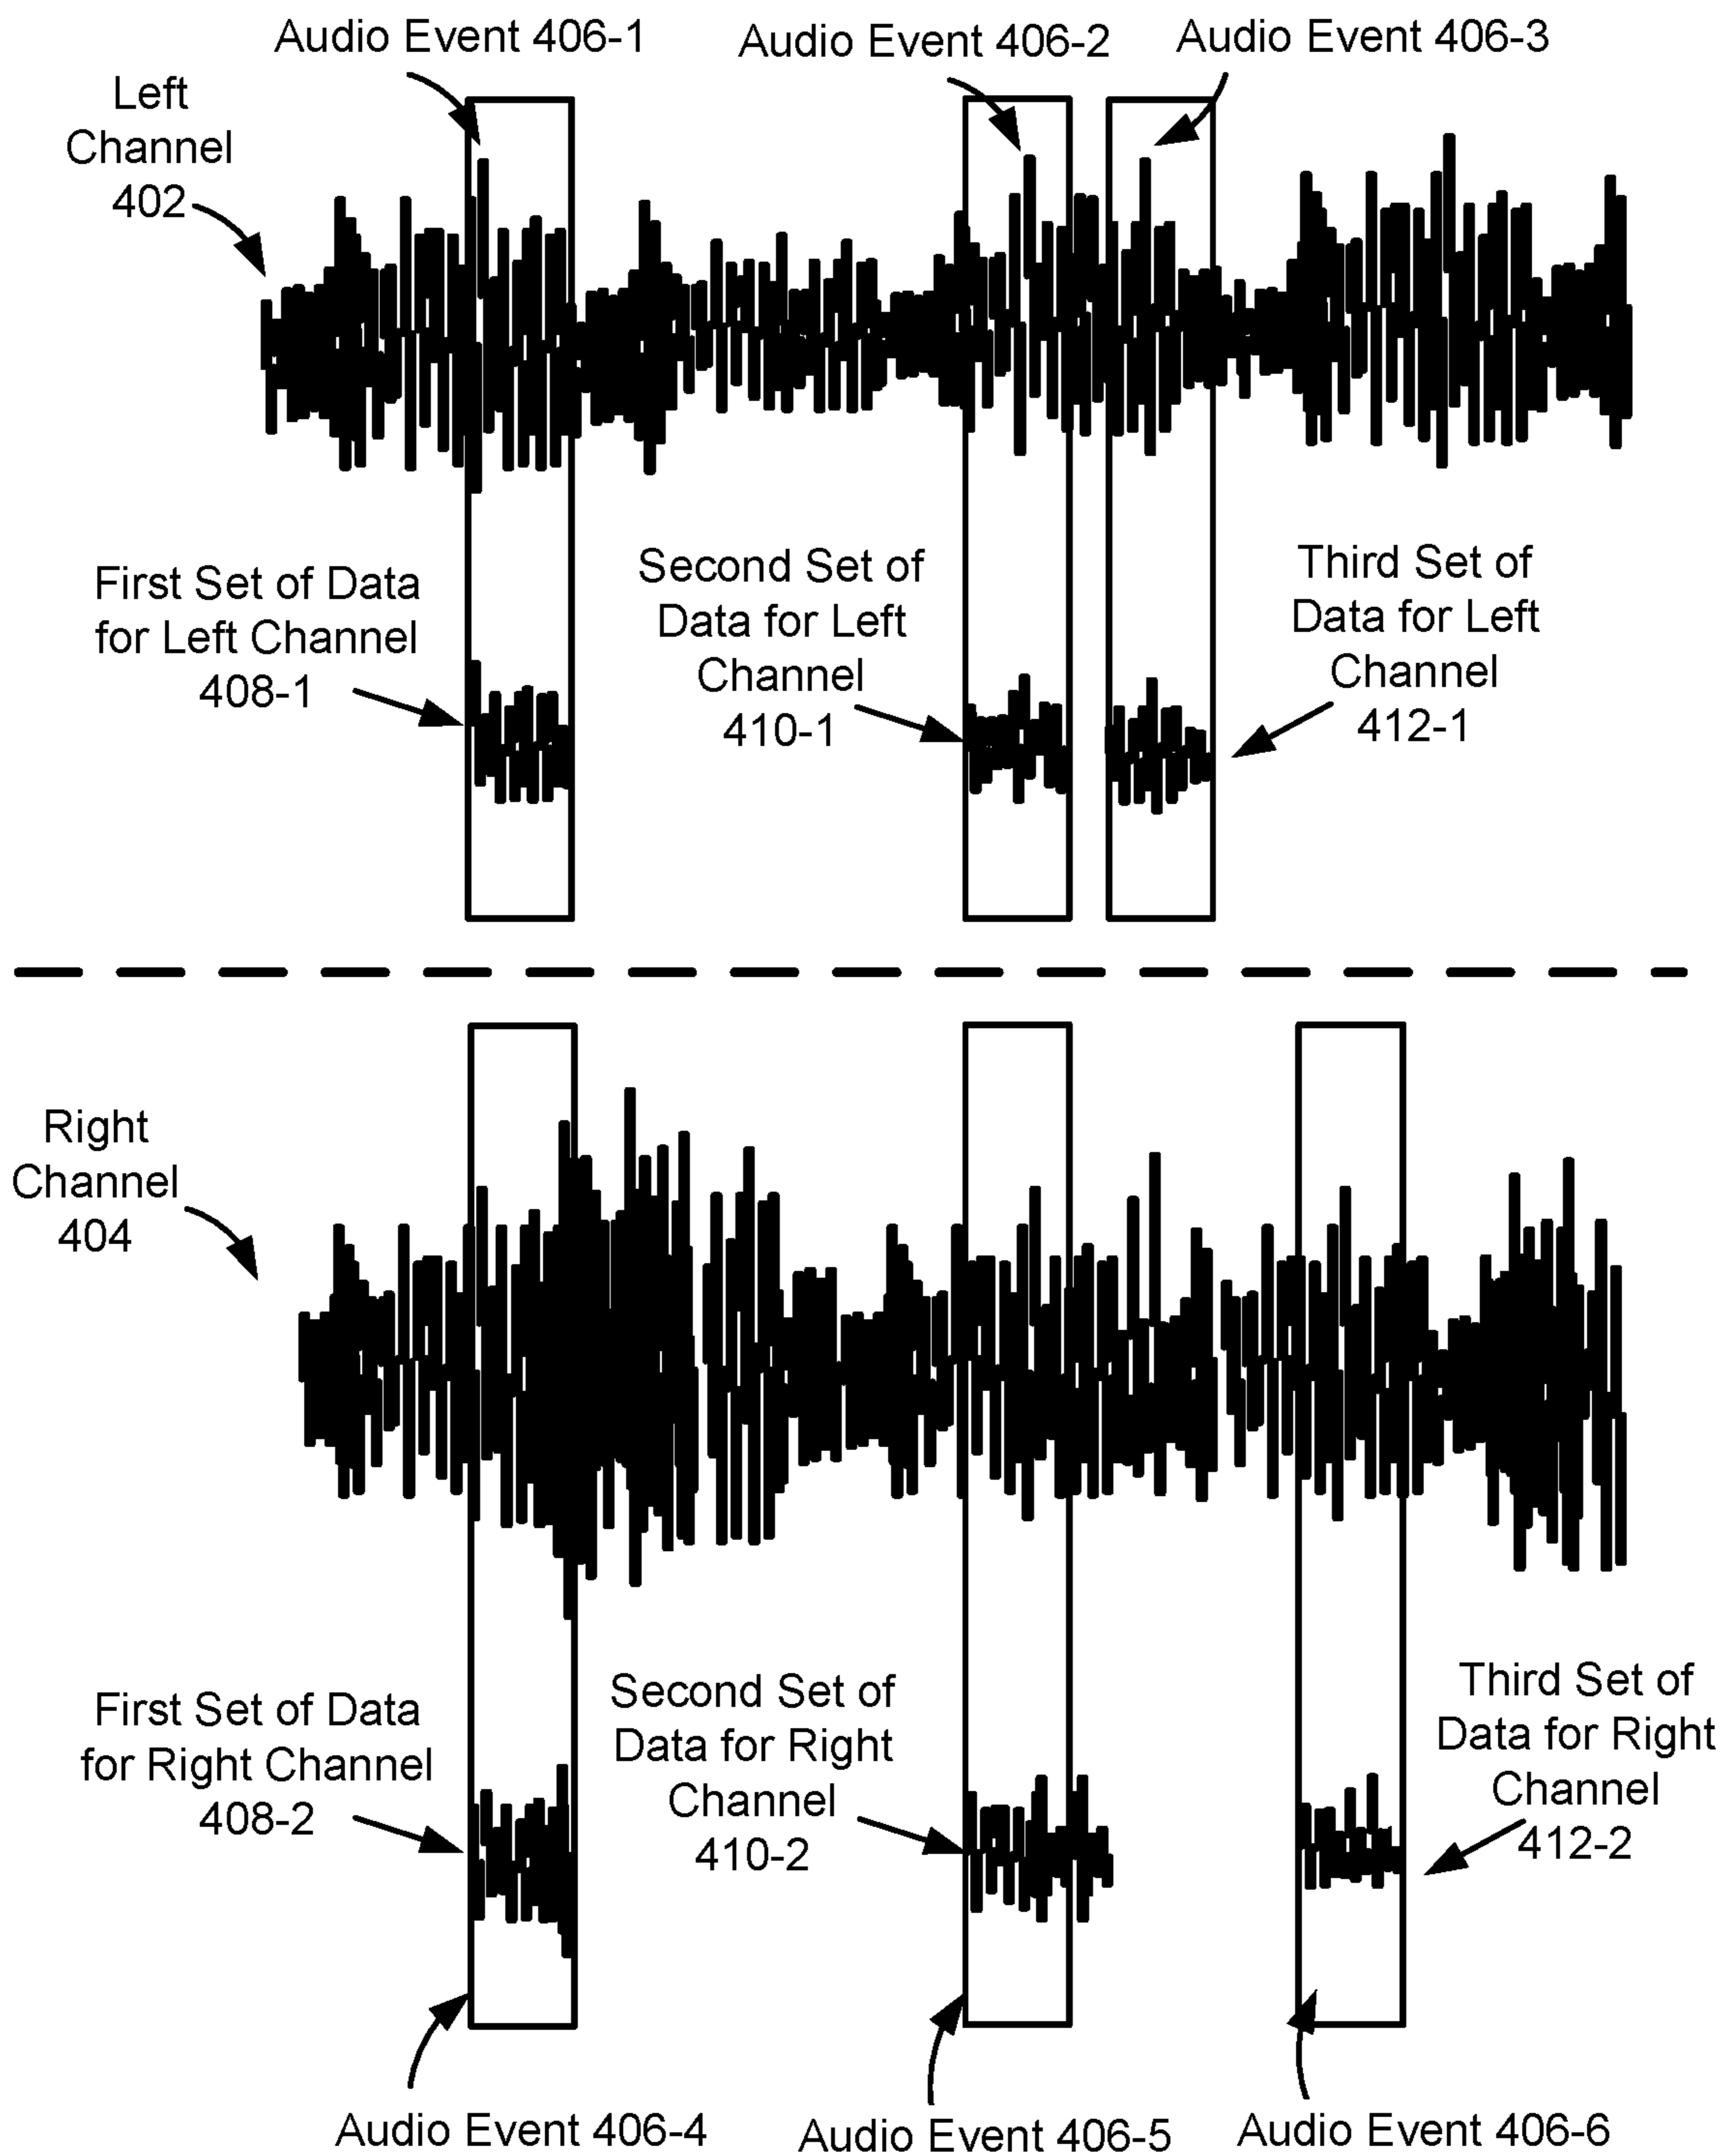 Audio Event 406-1
Audio Event 406-2
Audio Event 406-3
Left
Channel
402
First Set of Data
for Left Channel
408-1
Second Set of
Data for Left
Channel
410-1
Third Set of
Data for Left
Channel
412-1
Right
Channel
404
First Set of Data
for Right Channel
408-2
Second Set of
Data for Right
Channel
410-2
Third Set of
Data for Right
Channel
412-2
Audio Event 406-4
Audio Event 406-5
Audio Event 406-6